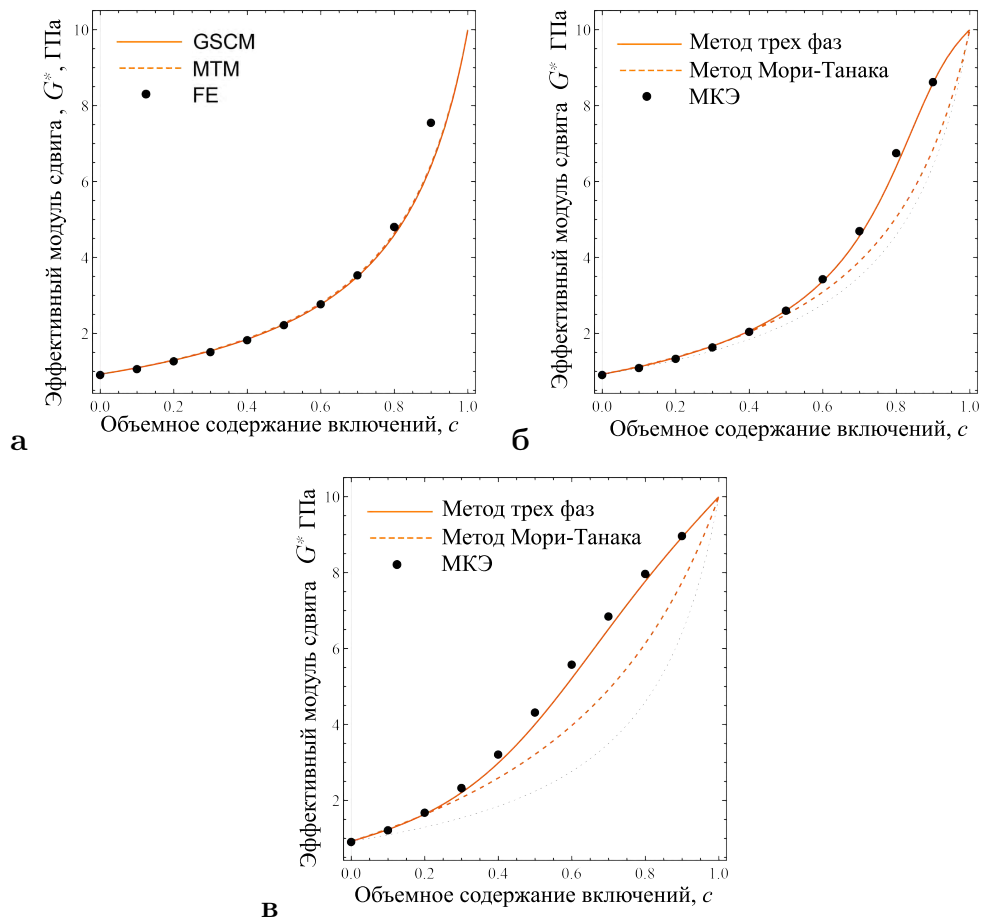 Эффективный модуль сдвига , G*, ГПа
10
8
6
4
2
GSCM
MTM
FE
0.0 0.2 0.4 0.6 0.8 1.0
Объемное содержание включений, c
а
Эффективный модуль сдвига G* ГПа
10
8
6
4
2
Метод трех фаз
Метод Мори-Танака
МКЭ
0.0 0.2 0.4 0.6 0.8 1.0
Объемное содержание включений, c
б
Эффективный модуль сдвига G* ГПа
10
8
6
4
2
Метод трех фаз
Метод Мори-Танака
МКЭ
0.0 0.2 0.4 0.6 0.8 1.0
Объемное содержание включений, c
в